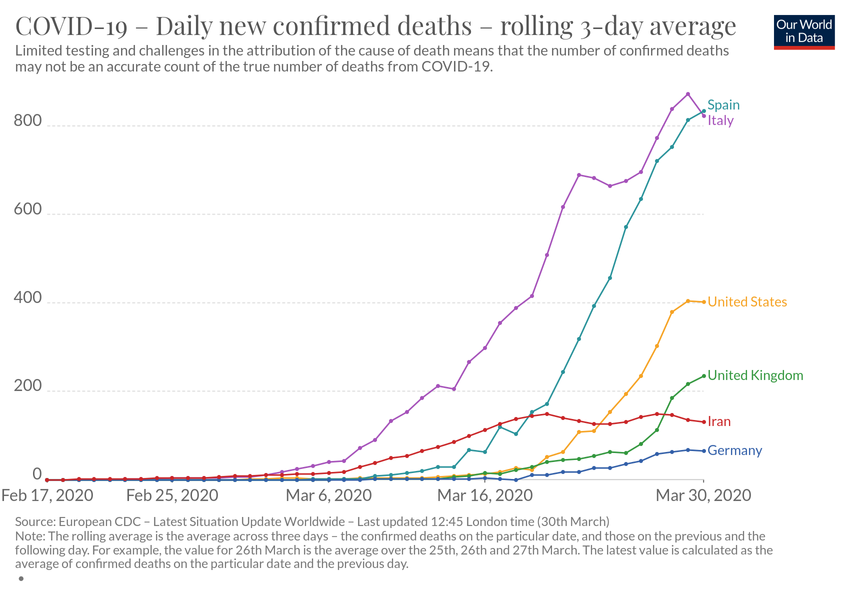 COVID-19 – Daily new confirmed deaths – rolling 3-day average
Our World
in Data
Limited testing and challenges in the attribution of the cause of death means that the number of confirmed deaths
may not be an accurate count of the true number of deaths from COVID-19.
800
600
400
200
0
Spain
Italy
United States
United Kingdom
Iran
Germany
Feb 17, 2020
Feb 25, 2020
Mar 6, 2020
Mar 16, 2020
Mar 30, 2020
Source: European CDC – Latest Situation Update Worldwide – Last updated 12:45 London time (30th March)
Note: The rolling average is the average across three days – the confirmed deaths on the particular date, and those on the previous and the
following day. For example, the value for 26th March is the average over the 25th, 26th and 27th March. The latest value is calculated as the
average of confirmed deaths on the particular date and the previous day.
•